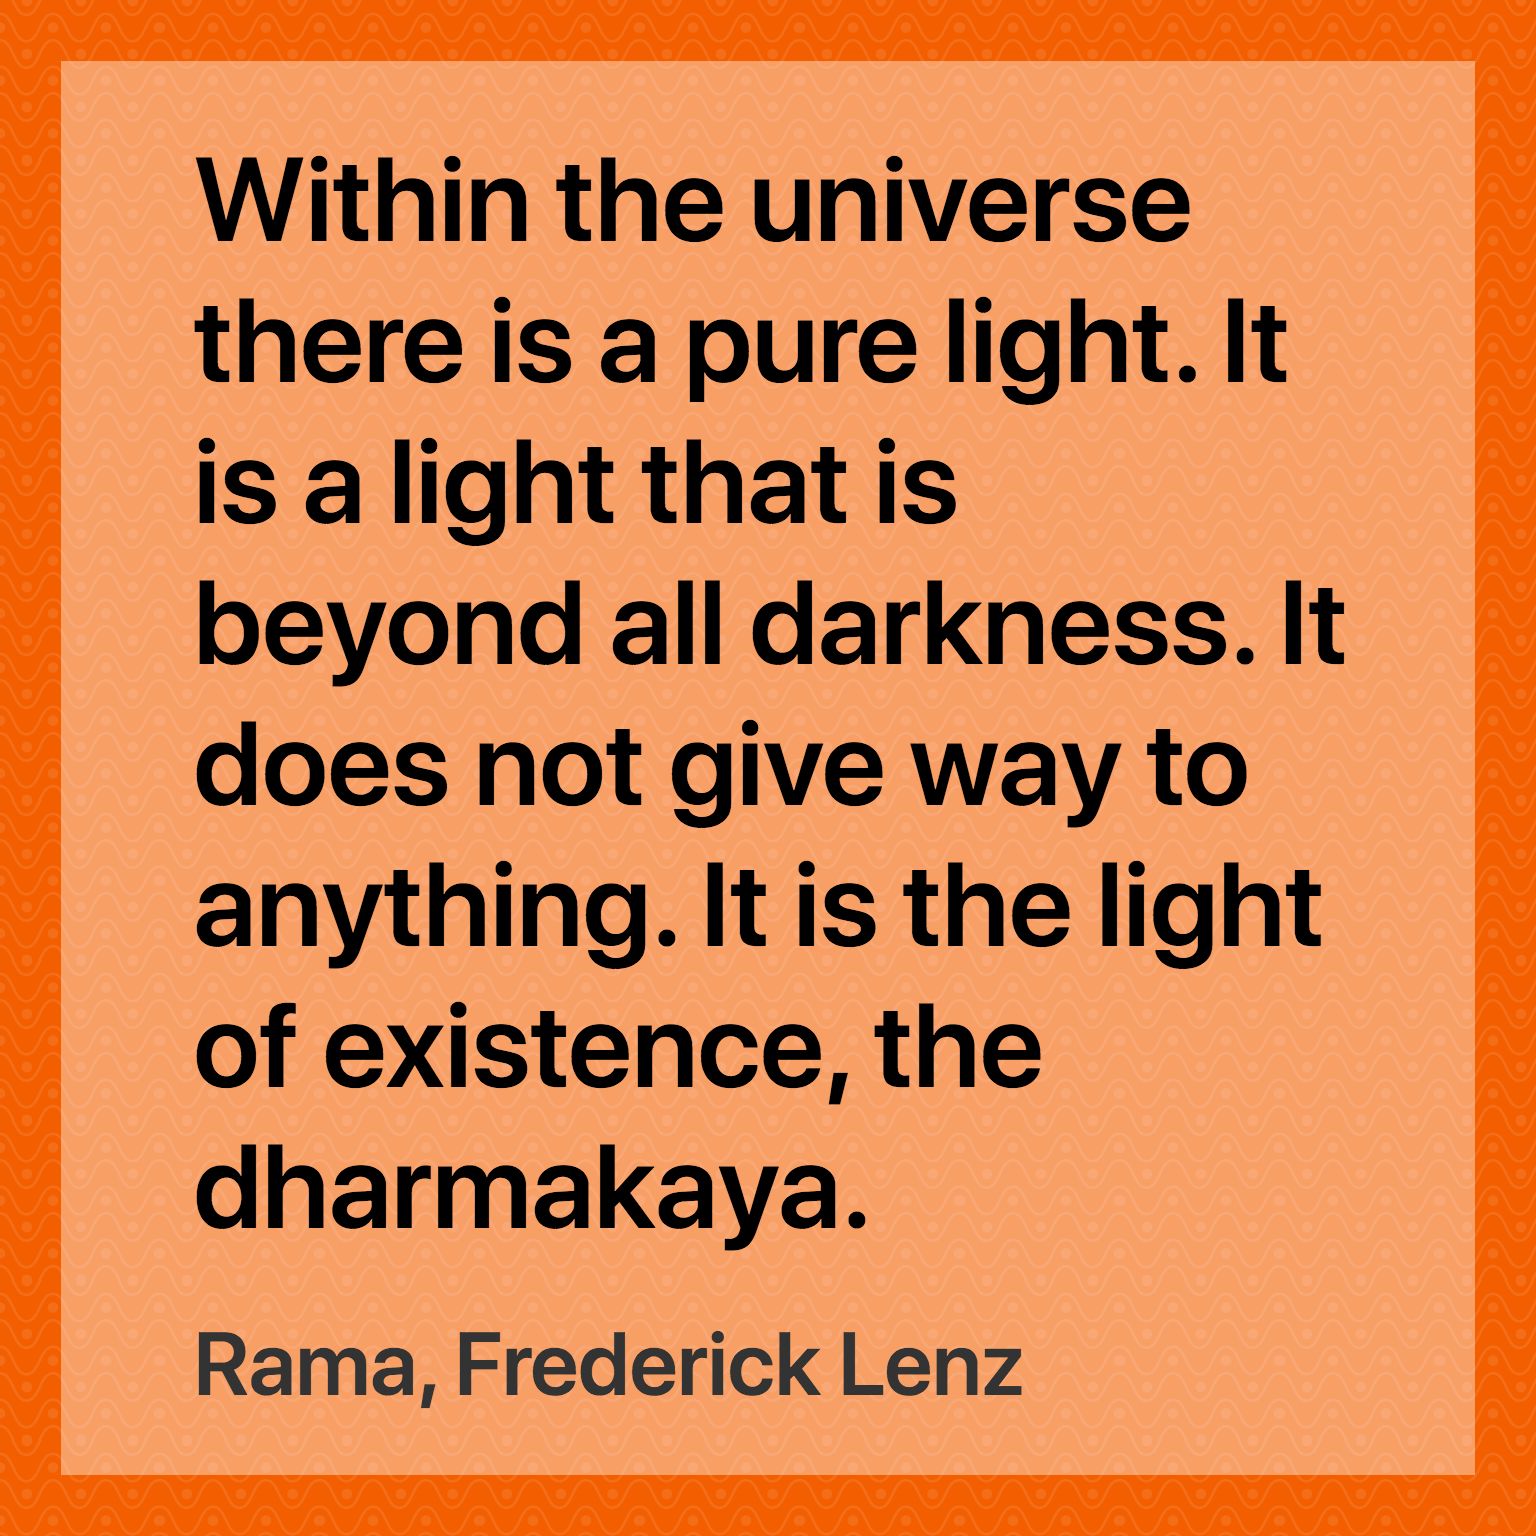 Within the universe
there is a pure light. It
is a light that is
beyond all darkness. It
does not give way to
anything. It is the light
of existence, the
dharmakaya.
Rama, Frederick Lenz